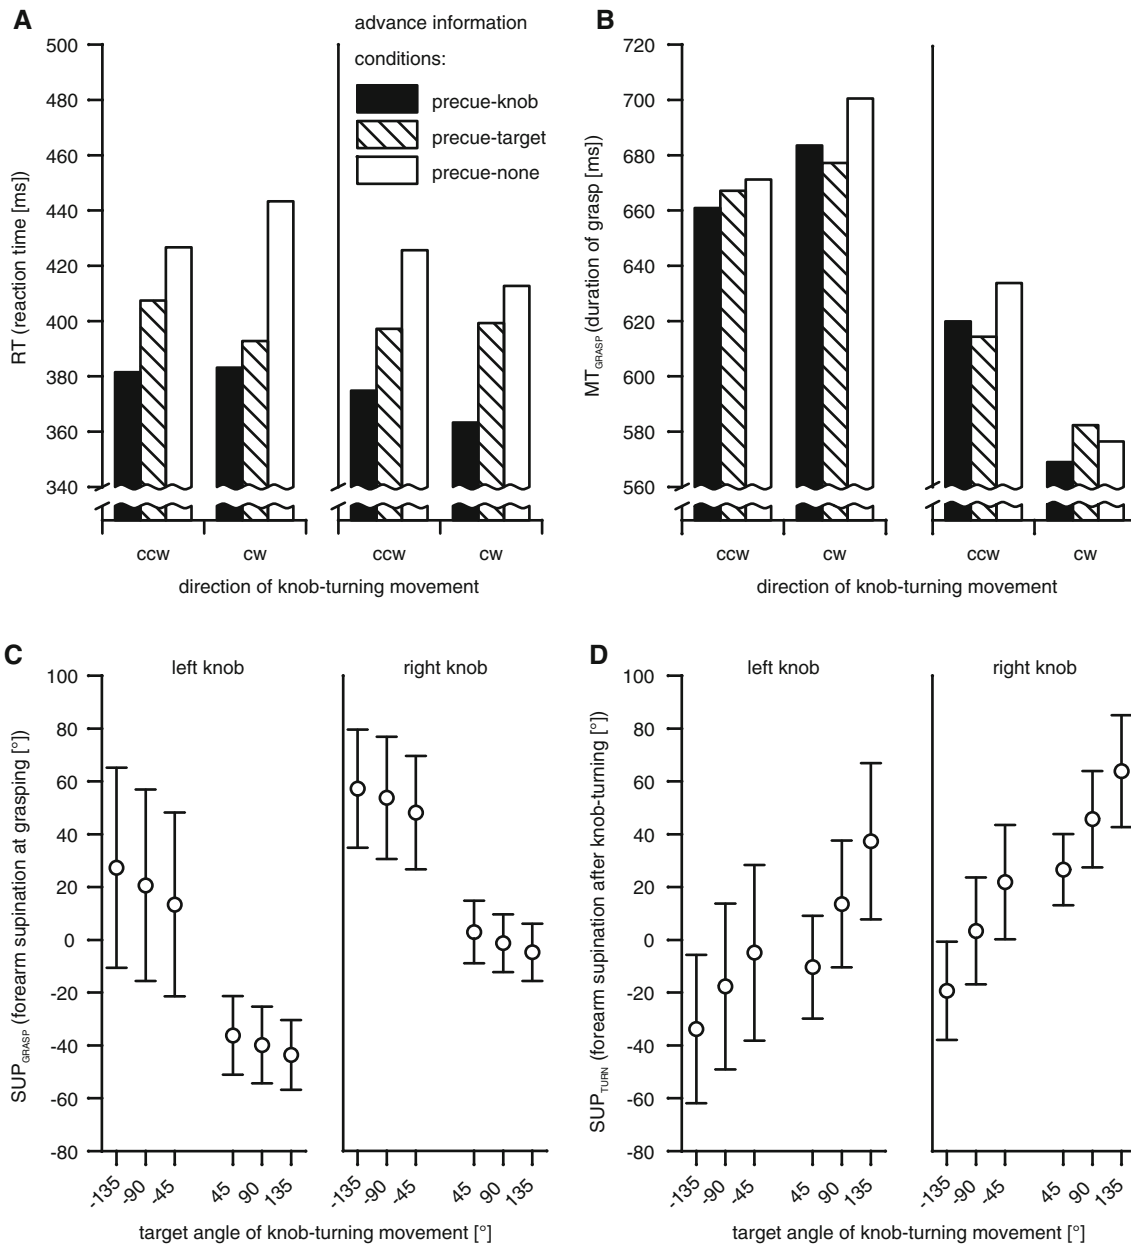 A
advance information
conditions:
precue-knob
precue-target
precue-none
RT (reaction time [ms])
500
480
460
440
420
400
380
360
340
ccw cw ccw cw
direction of knob-turning movement
B
MTGRASP (duration of grasp [ms])
720
700
680
660
640
620
600
580
560
ccw cw ccw cw
direction of knob-turning movement
C
left knob right knob
SUPGRASP (forearm supination at grasping [°])
100
80
60
40
20
0
-20
-40
-60
-80
-135 -90 -45 45 90 135 -135 -90 -45 45 90 135
target angle of knob-turning movement [°]
D
left knob right knob
SUPTURN (forearm supination after knob-turning [°])
100
80
60
40
20
0
-20
-40
-60
-80
-135 -90 -45 45 90 135 -135 -90 -45 45 90 135
target angle of knob-turning movement [°]